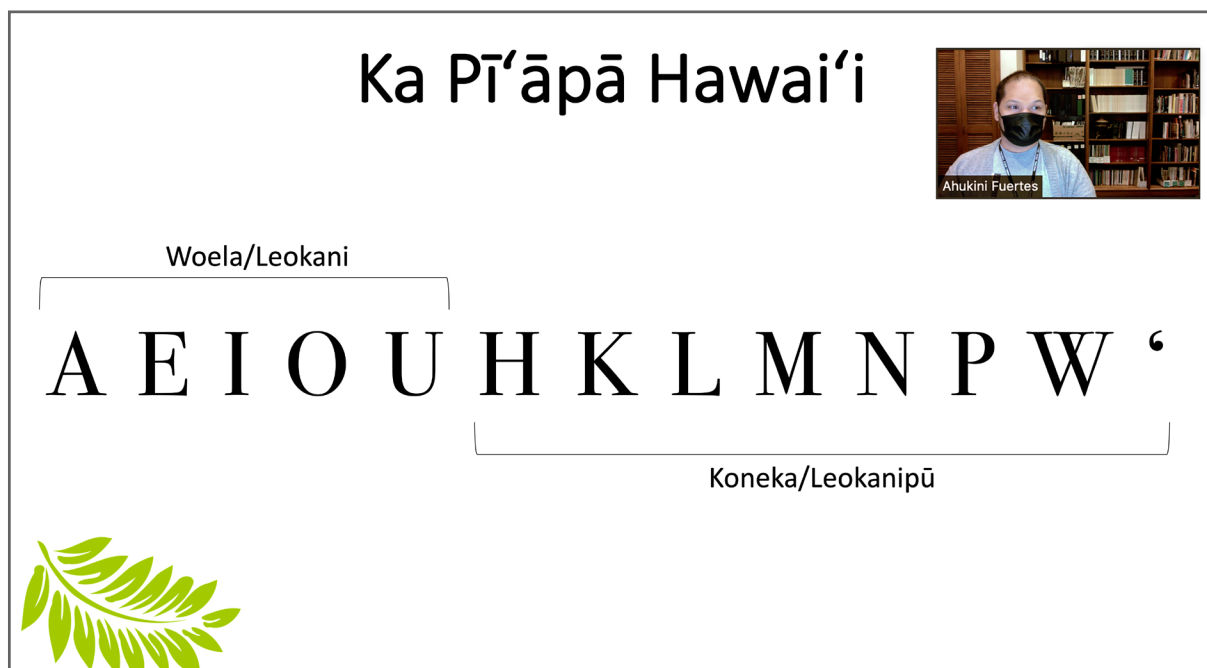 Ka Pīʻāpā Hawaiʻi
Ahukini Fuertes
Woela/Leokani
A E I O U H K L M N P W ʻ
Koneka/Leokanipū